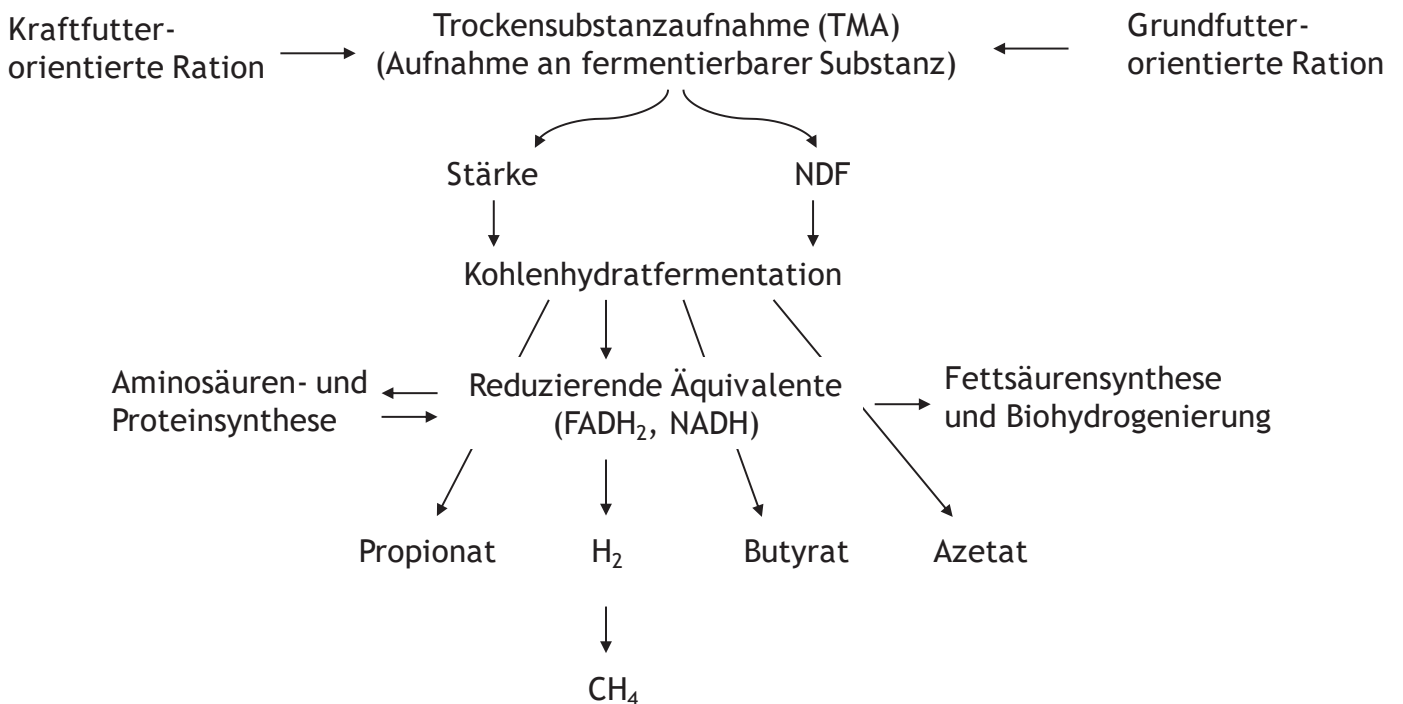 Kraftfutter-
orientierte Ration
Trockensubstanzaufnahme (TMA)
(Aufnahme an fermentierbarer Substanz)
Grundfutter-
orientierte Ration
Stärke
NDF
Kohlenhydratfermentation
Aminosäuren- und
Proteinsynthese
Reduzierende Äquivalente
(FADH₂, NADH)
Fettsäurensynthese
und Biohydrogenierung
Propionat
H₂
Butyrat
Azetat
CH₄